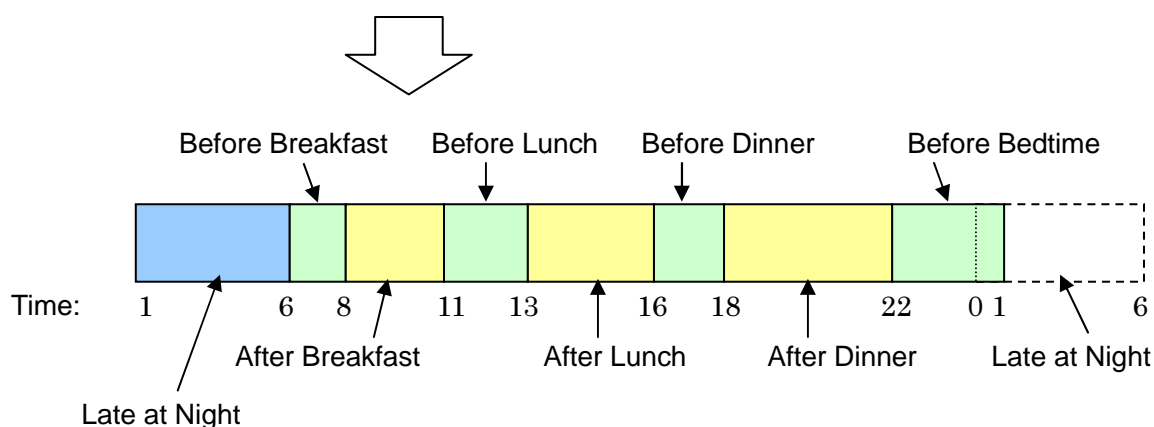 Before Breakfast Before Lunch Before Dinner Before Bedtime
Time: 1 6 8 11 13 16 18 22 0 1 6
After Breakfast After Lunch After Dinner Late at Night
Late at Night